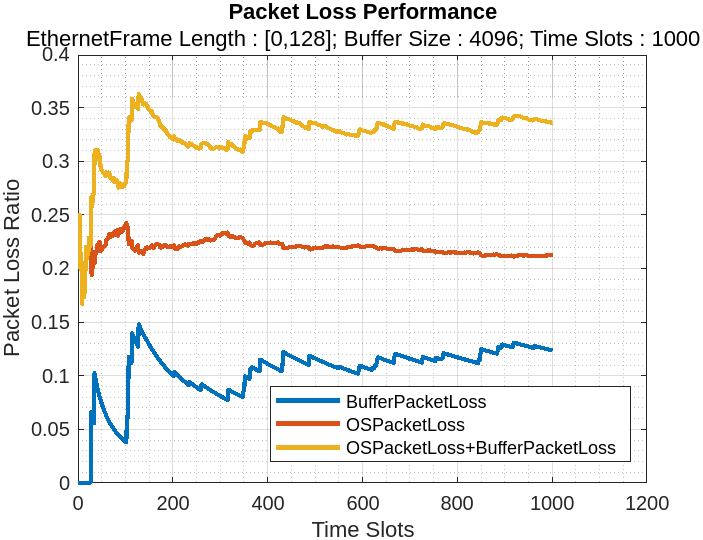 Packet Loss Performance
EthernetFrame Length : [0,128]; Buffer Size : 4096; Time Slots : 1000
0.4
0.35
0.3
0.25
0.2
0.15
0.1
0.05
0
Packet Loss Ratio
BufferPacketLoss
OSPacketLoss
OSPacketLoss+BufferPacketLoss
0 200 400 600 800 1000 1200
Time Slots